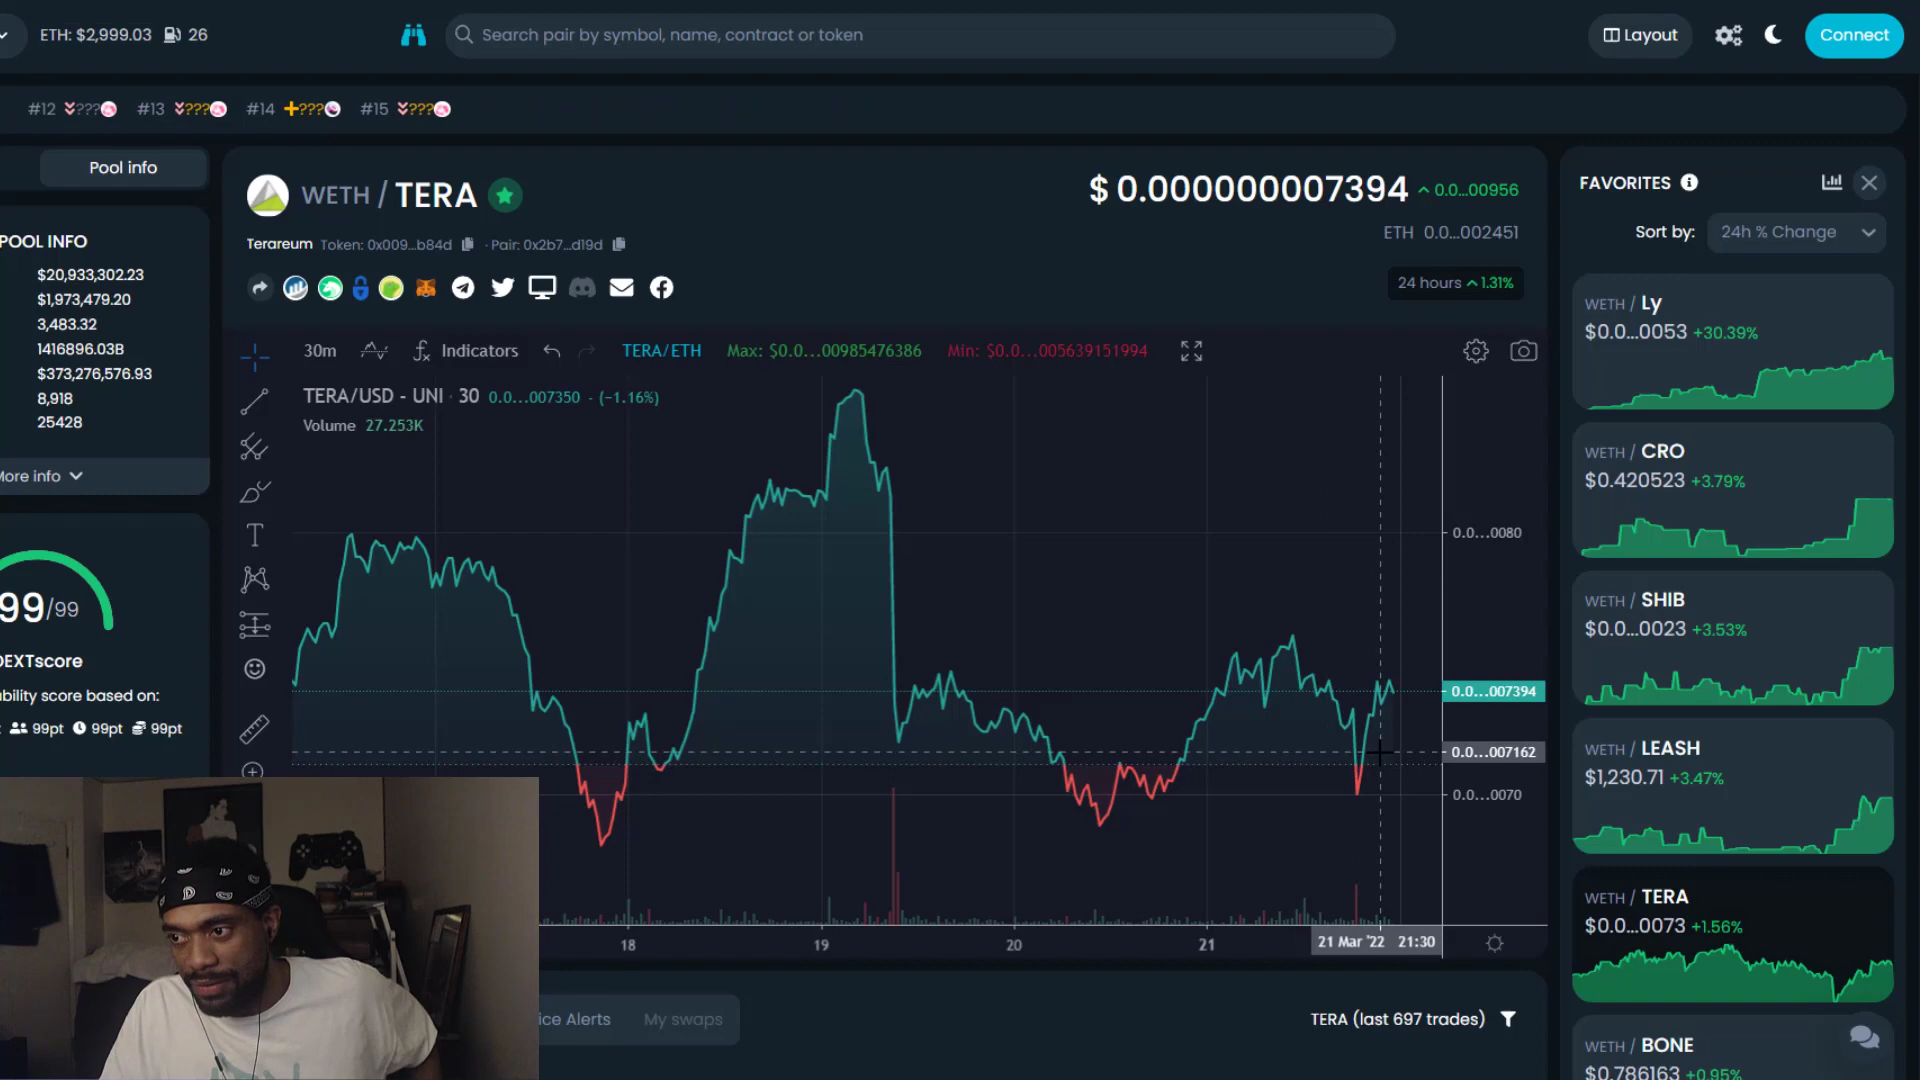 ETH: $2,999.03 26
Search pair by symbol, name, contract or token
Layout
Connect
#12 ??? #13 ??? #14 ??? #15 ???
Pool info
POOL INFO
$20,933,302.23
$1,973,479.20
3,483.32
1416896.03B
$373,276,576.93
8,918
25428
More info
99/99
DEXTscore
ability score based on:
99pt 99pt 99pt
WETH / TERA
Terareum Token: 0x009...b84d · Pair: 0x2b7...d19d
$ 0.000000007394 0.0...00956
ETH 0.0...002451
24 hours 1.31%
30m Indicators TERA/ETH Max: $0.0...00985476386 Min: $0.0...005639151994
TERA/USD - UNI · 30 0.0...007350 · (−1.16%)
Volume 27.253K
0.0...0080
0.0...007394
0.0...007162
0.0...0070
18 19 20 21 21 Mar '22 21:30
ice Alerts My swaps
TERA (last 697 trades)
FAVORITES
Sort by: 24h % Change
WETH / Ly
$0.0...0053 +30.39%
WETH / CRO
$0.420523 +3.79%
WETH / SHIB
$0.0...0023 +3.53%
WETH / LEASH
$1,230.71 +3.47%
WETH / TERA
$0.0...0073 +1.56%
WETH / BONE
$0.786163 +0.95%